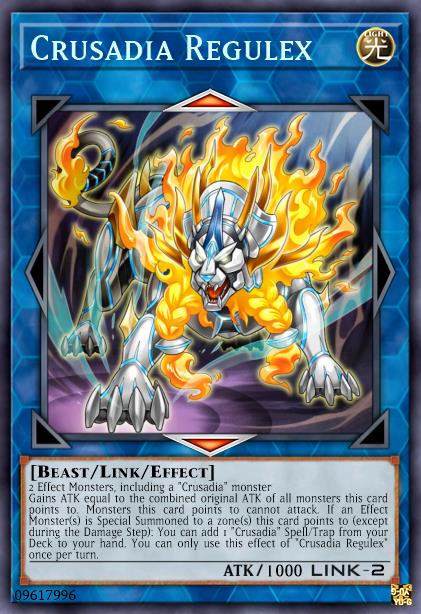 CRUSADIA REGULEX
LIGHT
光
[BEAST/LINK/EFFECT]
2 Effect Monsters, including a "Crusadia" monster
Gains ATK equal to the combined original ATK of all monsters this card
points to. Monsters this card points to cannot attack. If an Effect
Monster(s) is Special Summoned to a zone(s) this card points to (except
during the Damage Step): You can add 1 "Crusadia" Spell/Trap from your
Deck to your hand. You can only use this effect of "Crusadia Regulex"
once per turn.
ATK/1000 LINK-2
09617996